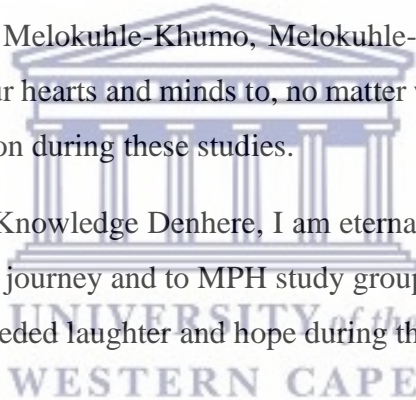 Melokuhle-Khumo, Melokuhle-
ur hearts and minds to, no matter
on during these studies.
Knowledge Denhere, I am eterna
journey and to MPH study group
UNIVERSITY of the
eded laughter and hope during th
WESTERN CAPE